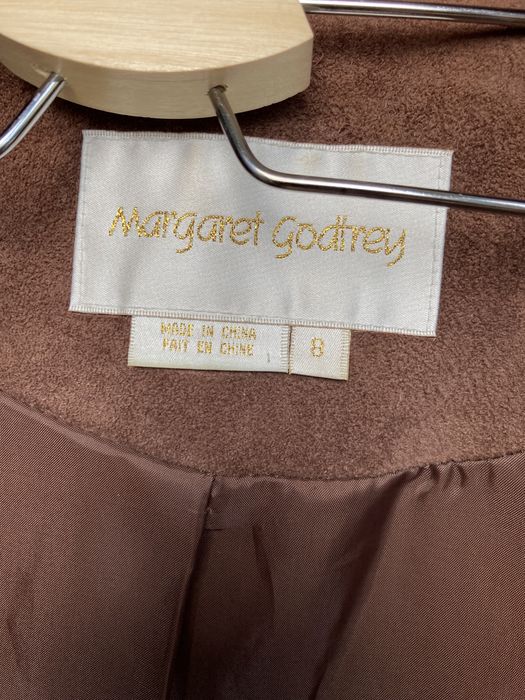 Margaret Godfrey
MADE IN CHINA
FAIT EN CHINE
8